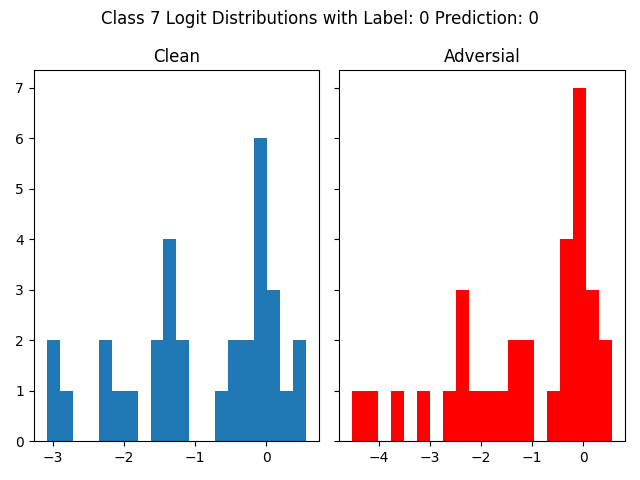 Class 7 Logit Distributions with Label: 0 Prediction: 0
Clean
Adversial
7
6
5
4
3
2
1
0
−3 −2 −1 0
−4 −3 −2 −1 0